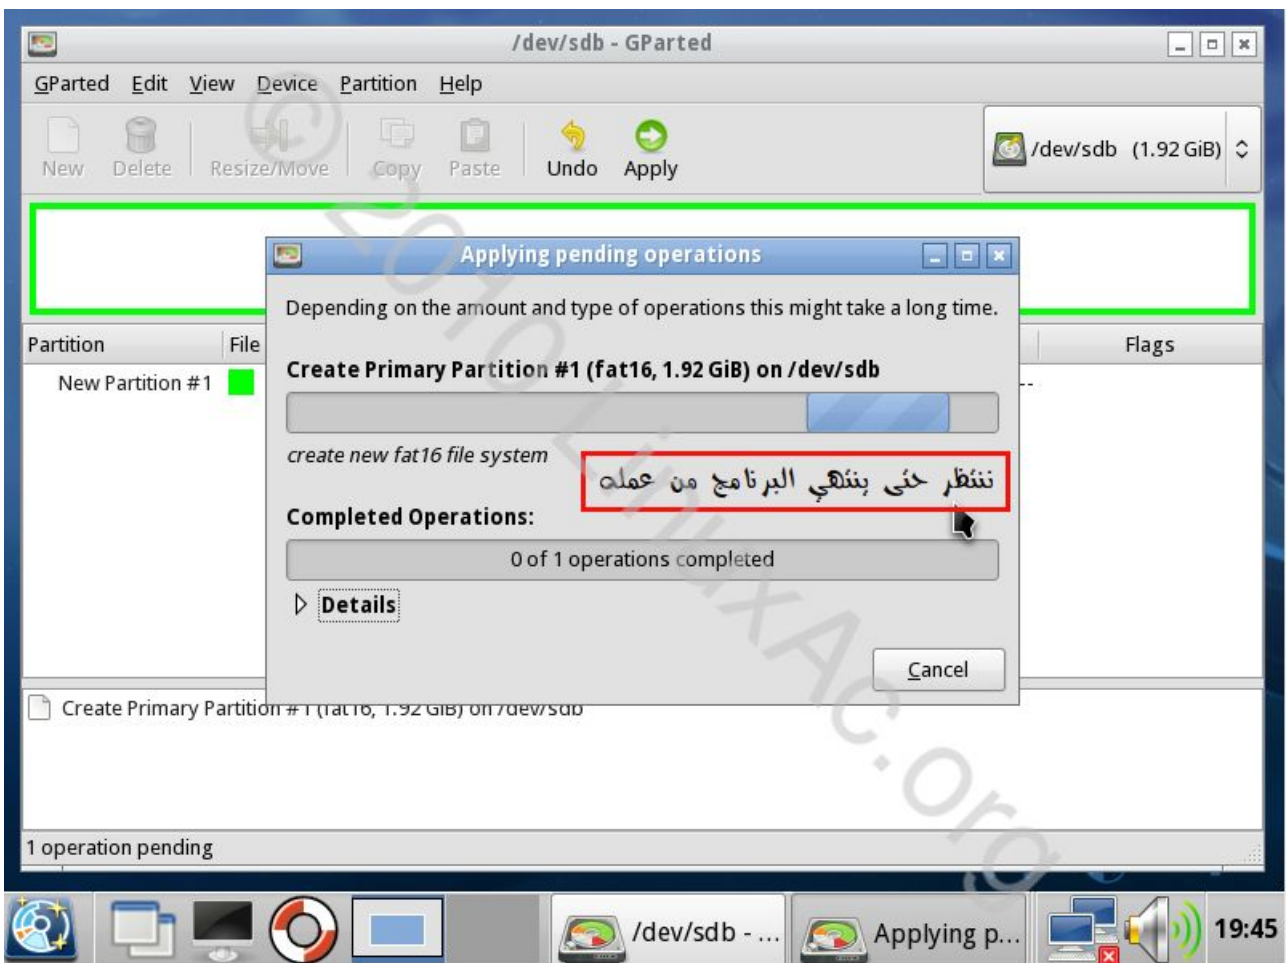 /dev/sdb - GParted
GParted Edit View Device Partition Help
New Delete Resize/Move Copy Paste Undo Apply
/dev/sdb (1.92 GiB)
Applying pending operations
Depending on the amount and type of operations this might take a long time.
Partition File Flags
New Partition #1 --
Create Primary Partition #1 (fat16, 1.92 GiB) on /dev/sdb
create new fat16 file system
ننتظر حتى ينتهي البرنامج من عمله
Completed Operations:
0 of 1 operations completed
Details
Cancel
Create Primary Partition #1 (fat16, 1.92 GiB) on /dev/sdb
1 operation pending
/dev/sdb - ... Applying p... 19:45
© 2010 LinuxAc.org